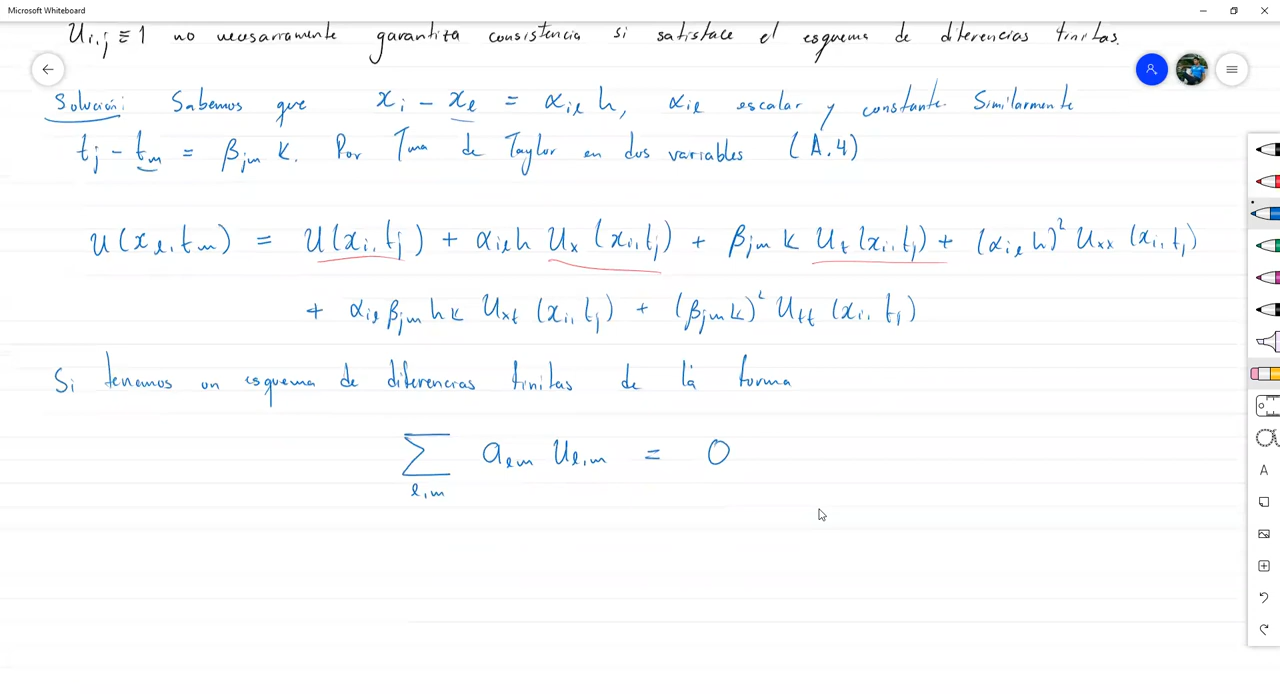 Microsoft Whiteboard
U_{i,j} ≡ 1 no necesariamente garantiza consistencia si satisface el esquema de diferencias finitas.
Solución: Sabemos que x_i - x_l = α_{il} h, α_{il} escalar y constante. Similarmente
t_j - t_m = β_{jm} k. Por Tma de Taylor en dos variables (A.4)
u(x_l, t_m) = u(x_i, t_j) + α_{il} h u_x (x_i, t_j) + β_{jm} k u_t (x_i, t_j) + (α_{il} h)^2 u_{xx} (x_i, t_j)
+ α_{il} β_{jm} h k u_{xt} (x_i, t_j) + (β_{jm} k)^2 u_{tt} (x_i, t_j)
Si tenemos un esquema de diferencias finitas de la forma
∑_{l,m} a_{lm} u_{l,m} = 0
A